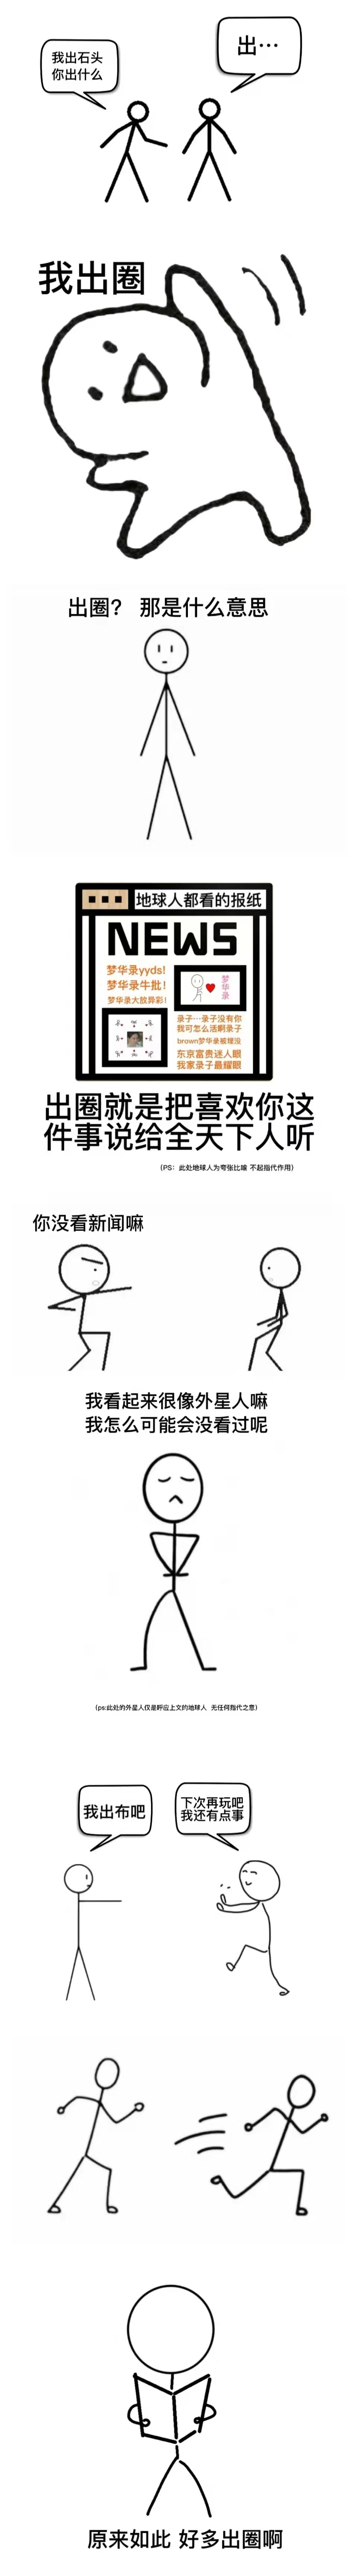 我出石头
你出什么
出…
我出圈
出圈? 那是什么意思
地球人都看的报纸
NEWS
梦华录yyds!
梦华录牛批!
梦华录大放异彩!
梦华录
录子…录子没有你
我可怎么活啊录子
brown梦华录被埋没
东京富贵迷人眼
我家录子最耀眼
出圈就是把喜欢你这
件事说给全天下人听
(PS：此处地球人为夸张比喻 不起指代作用)
你没看新闻嘛
我看起来很像外星人嘛
我怎么可能会没看过呢
(ps:此处的外星人仅是呼应上文的地球人 无任何指代之意)
我出布吧
下次再玩吧
我还有点事
原来如此 好多出圈啊